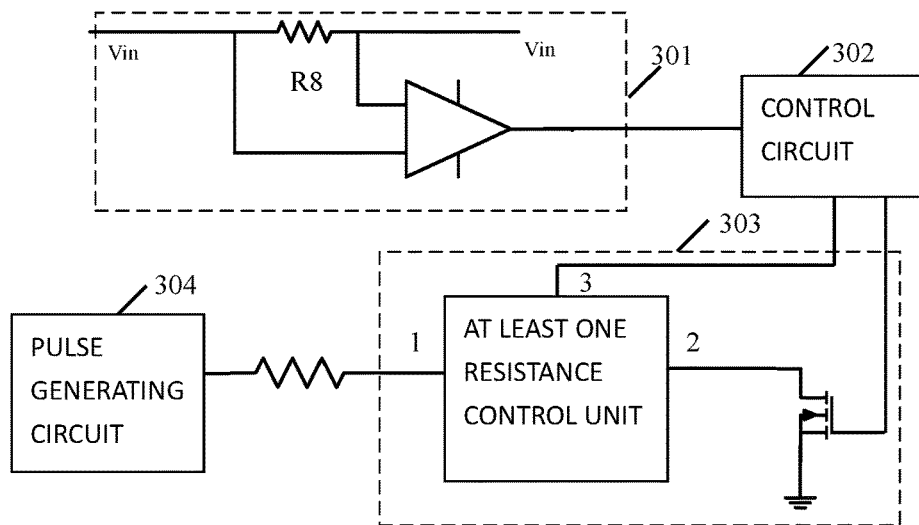 Vin
Vin
R8
301
302
CONTROL
CIRCUIT
303
304
3
PULSE
GENERATING
CIRCUIT
1
AT LEAST ONE
RESISTANCE
CONTROL UNIT
2